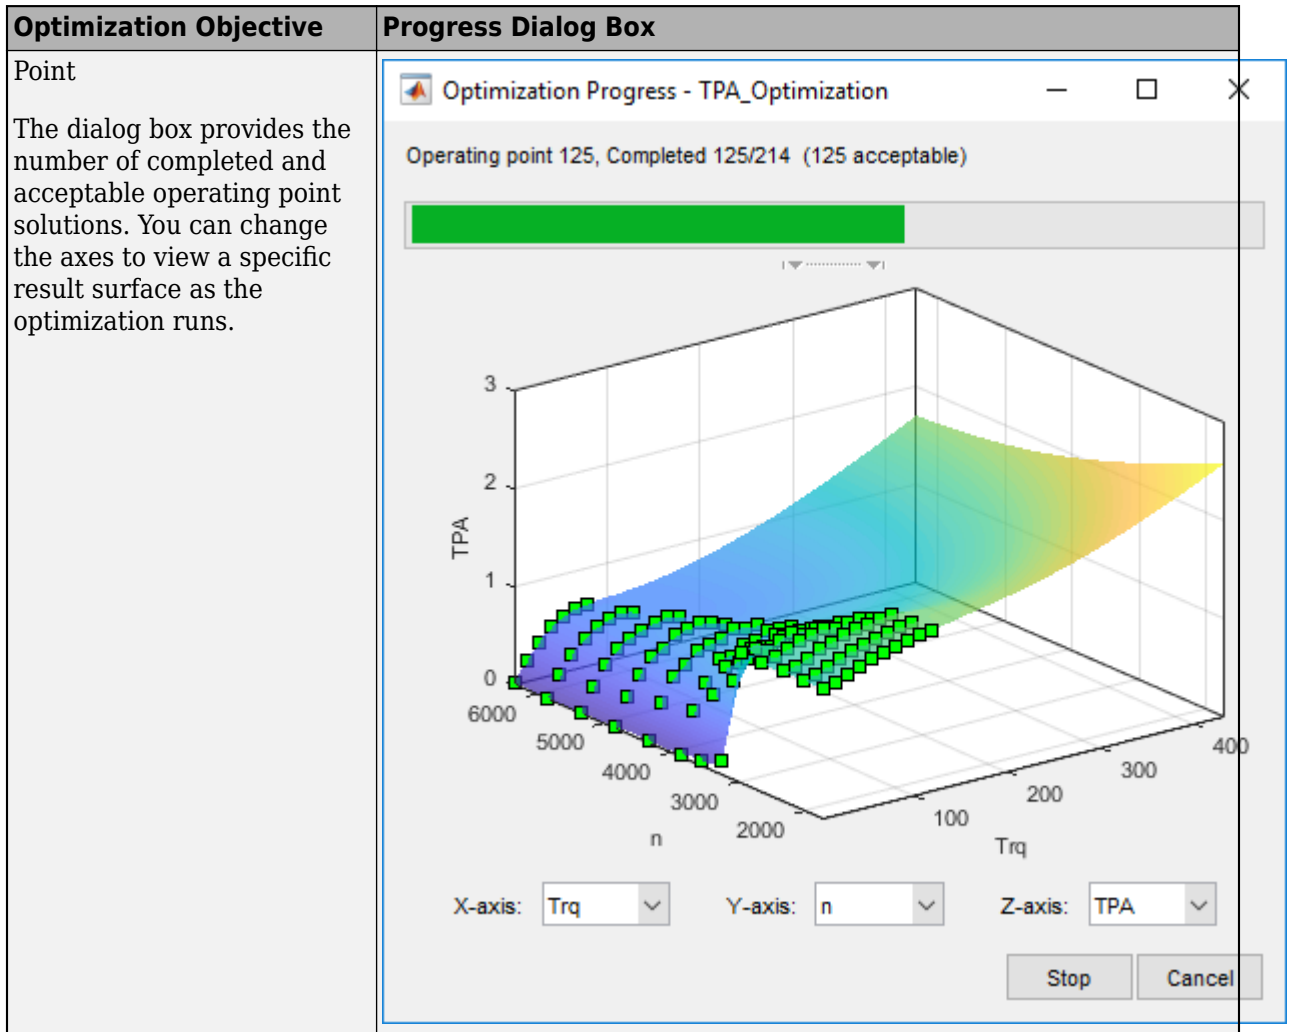 Optimization Objective
Progress Dialog Box
Point
The dialog box provides the
number of completed and
acceptable operating point
solutions. You can change
the axes to view a specific
result surface as the
optimization runs.
Optimization Progress - TPA_Optimization
Operating point 125, Completed 125/214 (125 acceptable)
3
2
1
0
TPA
6000
5000
4000
3000
2000
n
100
200
300
400
Trq
X-axis: Trq Y-axis: n Z-axis: TPA
Stop Cancel